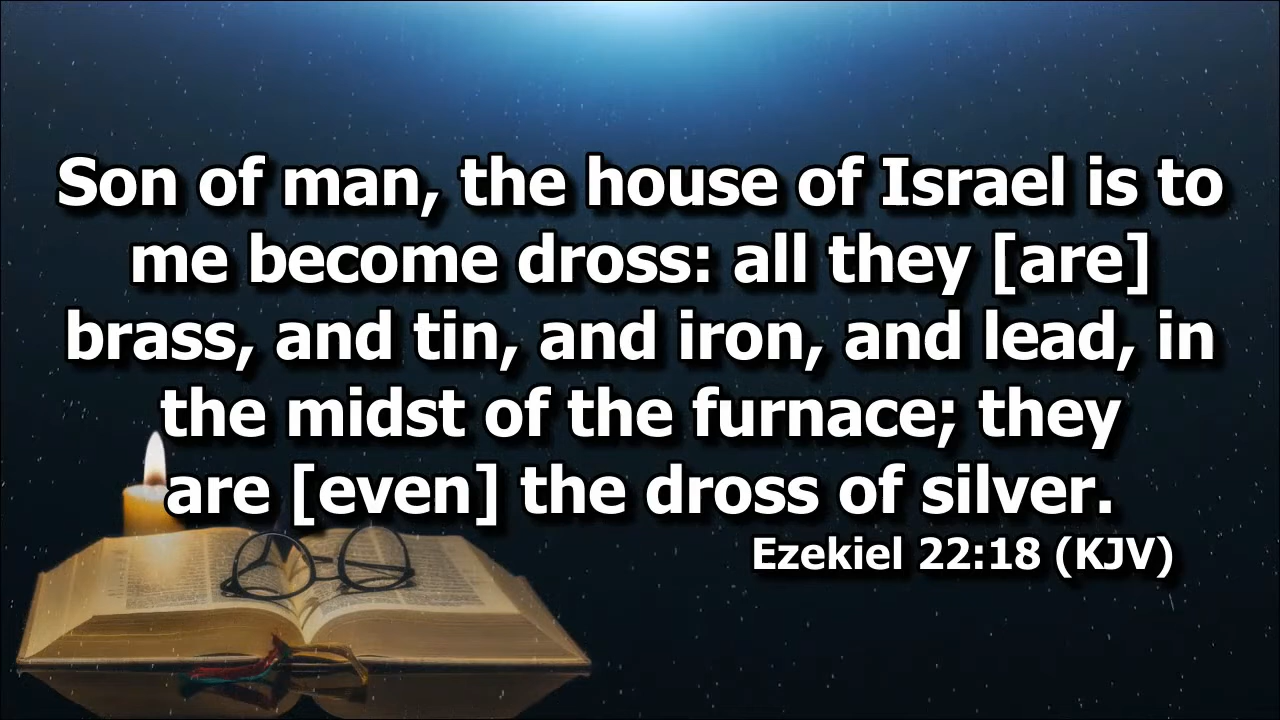 Son of man, the house of Israel is to
me become dross: all they [are]
brass, and tin, and iron, and lead, in
the midst of the furnace; they
are [even] the dross of silver.
Ezekiel 22:18 (KJV)